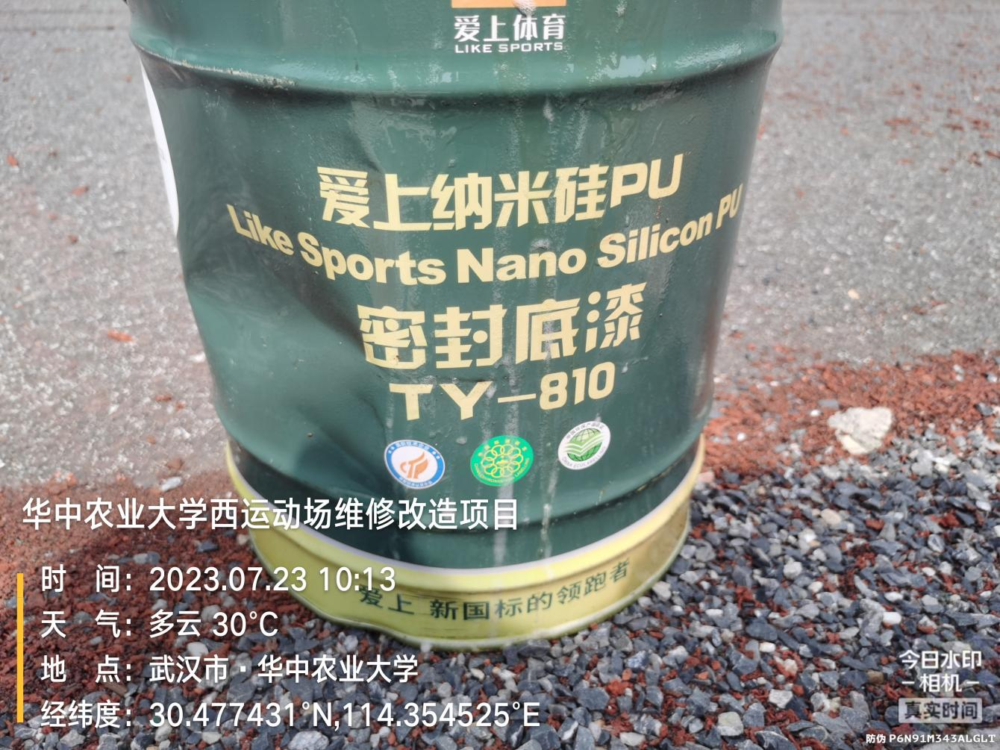 爱上体育
LIKE SPORTS
爱上纳米硅PU
Like Sports Nano Silicon PU
密封底漆
TY-810
爱上 新国标的领跑者
华中农业大学西运动场维修改造项目
时 间：2023.07.23 10:13
天 气：多云 30°C
地 点：武汉市·华中农业大学
经纬度：30.477431°N,114.354525°E
今日水印
-相机-
真实时间
防伪 P6N91M343ALGLT